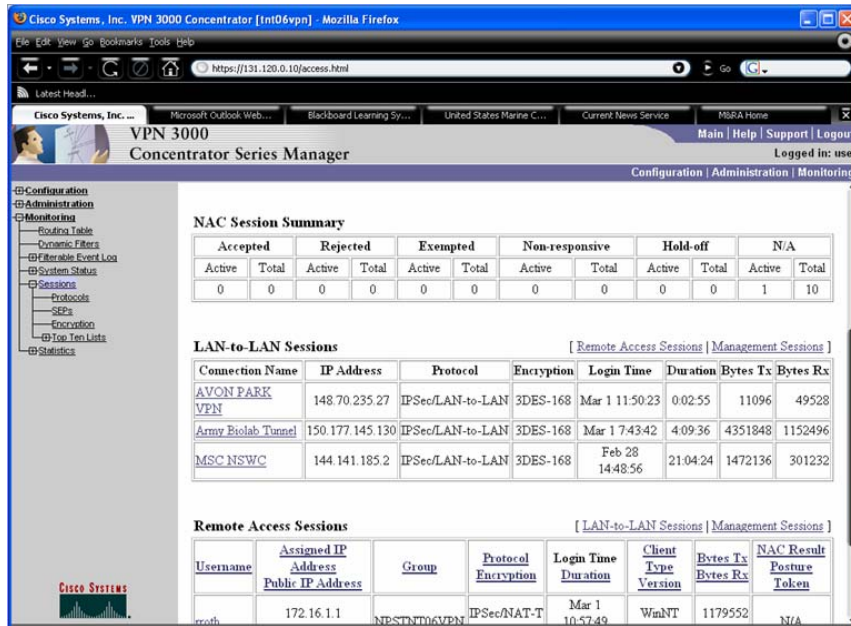 Cisco Systems, Inc. VPN 3000 Concentrator [tnt06vpn] - Mozilla Firefox
File Edit View Go Bookmarks Tools Help
https://131.120.0.10/access.html
Go
G
Latest Headl...
Cisco Systems, Inc. ... Microsoft Outlook Web... Blackboard Learning Sy... United States Marine C... Current News Service M&RA Home
VPN 3000
Concentrator Series Manager
Main | Help | Support | Logou
Logged in: use
Configuration | Administration | Monitoring
Configuration
Administration
Monitoring
Routing Table
Dynamic Filters
Filterable Event Log
System Status
Sessions
Protocols
SEPs
Encryption
Top Ten Lists
Statistics
CISCO SYSTEMS
NAC Session Summary
Accepted Rejected Exempted Non-responsive Hold-off N/A
Active Total Active Total Active Total Active Total Active Total Active Total
0 0 0 0 0 0 0 0 0 0 1 10
LAN-to-LAN Sessions [ Remote Access Sessions | Management Sessions ]
Connection Name IP Address Protocol Encryption Login Time Duration Bytes Tx Bytes Rx
AVON PARK VPN 148.70.235.27 IPSec/LAN-to-LAN 3DES-168 Mar 1 11:50:23 0:02:55 11096 49528
Army Biolab Tunnel 150.177.145.130 IPSec/LAN-to-LAN 3DES-168 Mar 1 7:43:42 4:09:36 4351848 1152496
MSC NSWC 144.141.185.2 IPSec/LAN-to-LAN 3DES-168 Feb 28 14:48:56 21:04:24 1472136 301232
Remote Access Sessions [ LAN-to-LAN Sessions | Management Sessions ]
Username Assigned IP Address Public IP Address Group Protocol Encryption Login Time Duration Client Type Version Bytes Tx Bytes Rx NAC Result Posture Token
172.16.1.1 NPSTNT06VPN IPSec/NAT-T Mar 1 10:57:49 WinNT 1179552 N/A